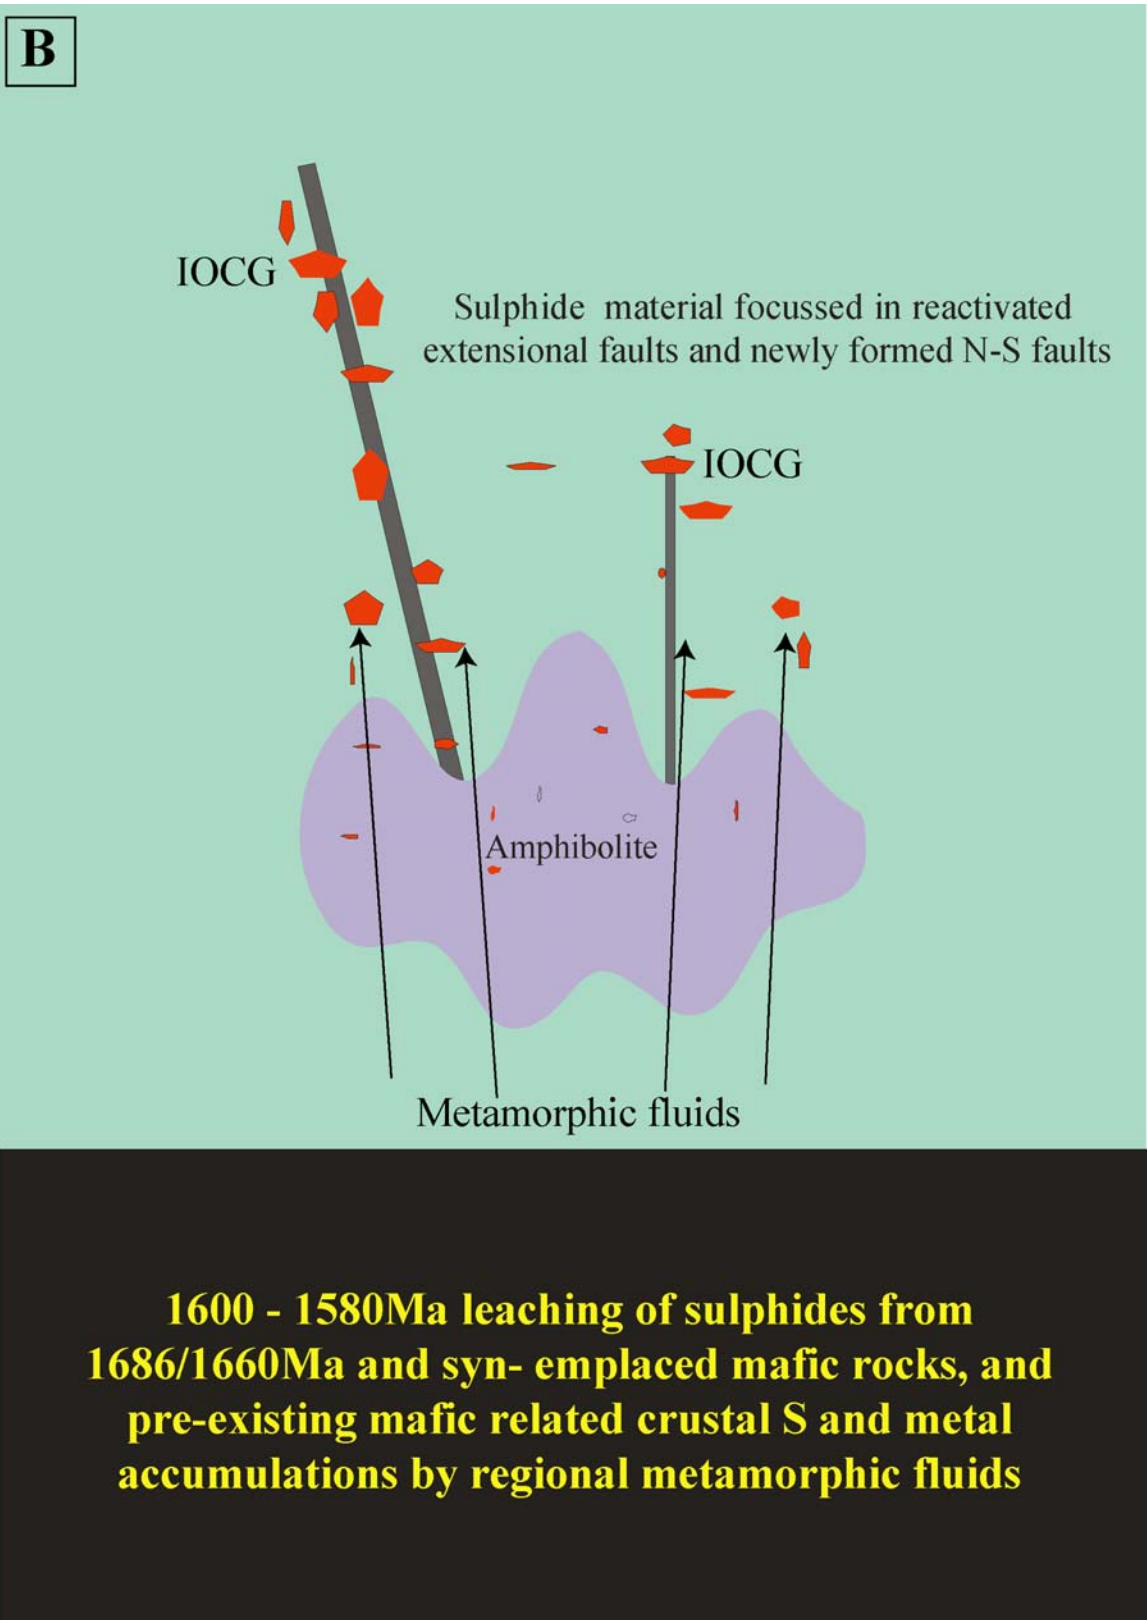 B
IOCG
Sulphide material focussed in reactivated
extensional faults and newly formed N-S faults
IOCG
Amphibolite
Metamorphic fluids
1600 - 1580Ma leaching of sulphides from
1686/1660Ma and syn- emplaced mafic rocks, and
pre-existing mafic related crustal S and metal
accumulations by regional metamorphic fluids